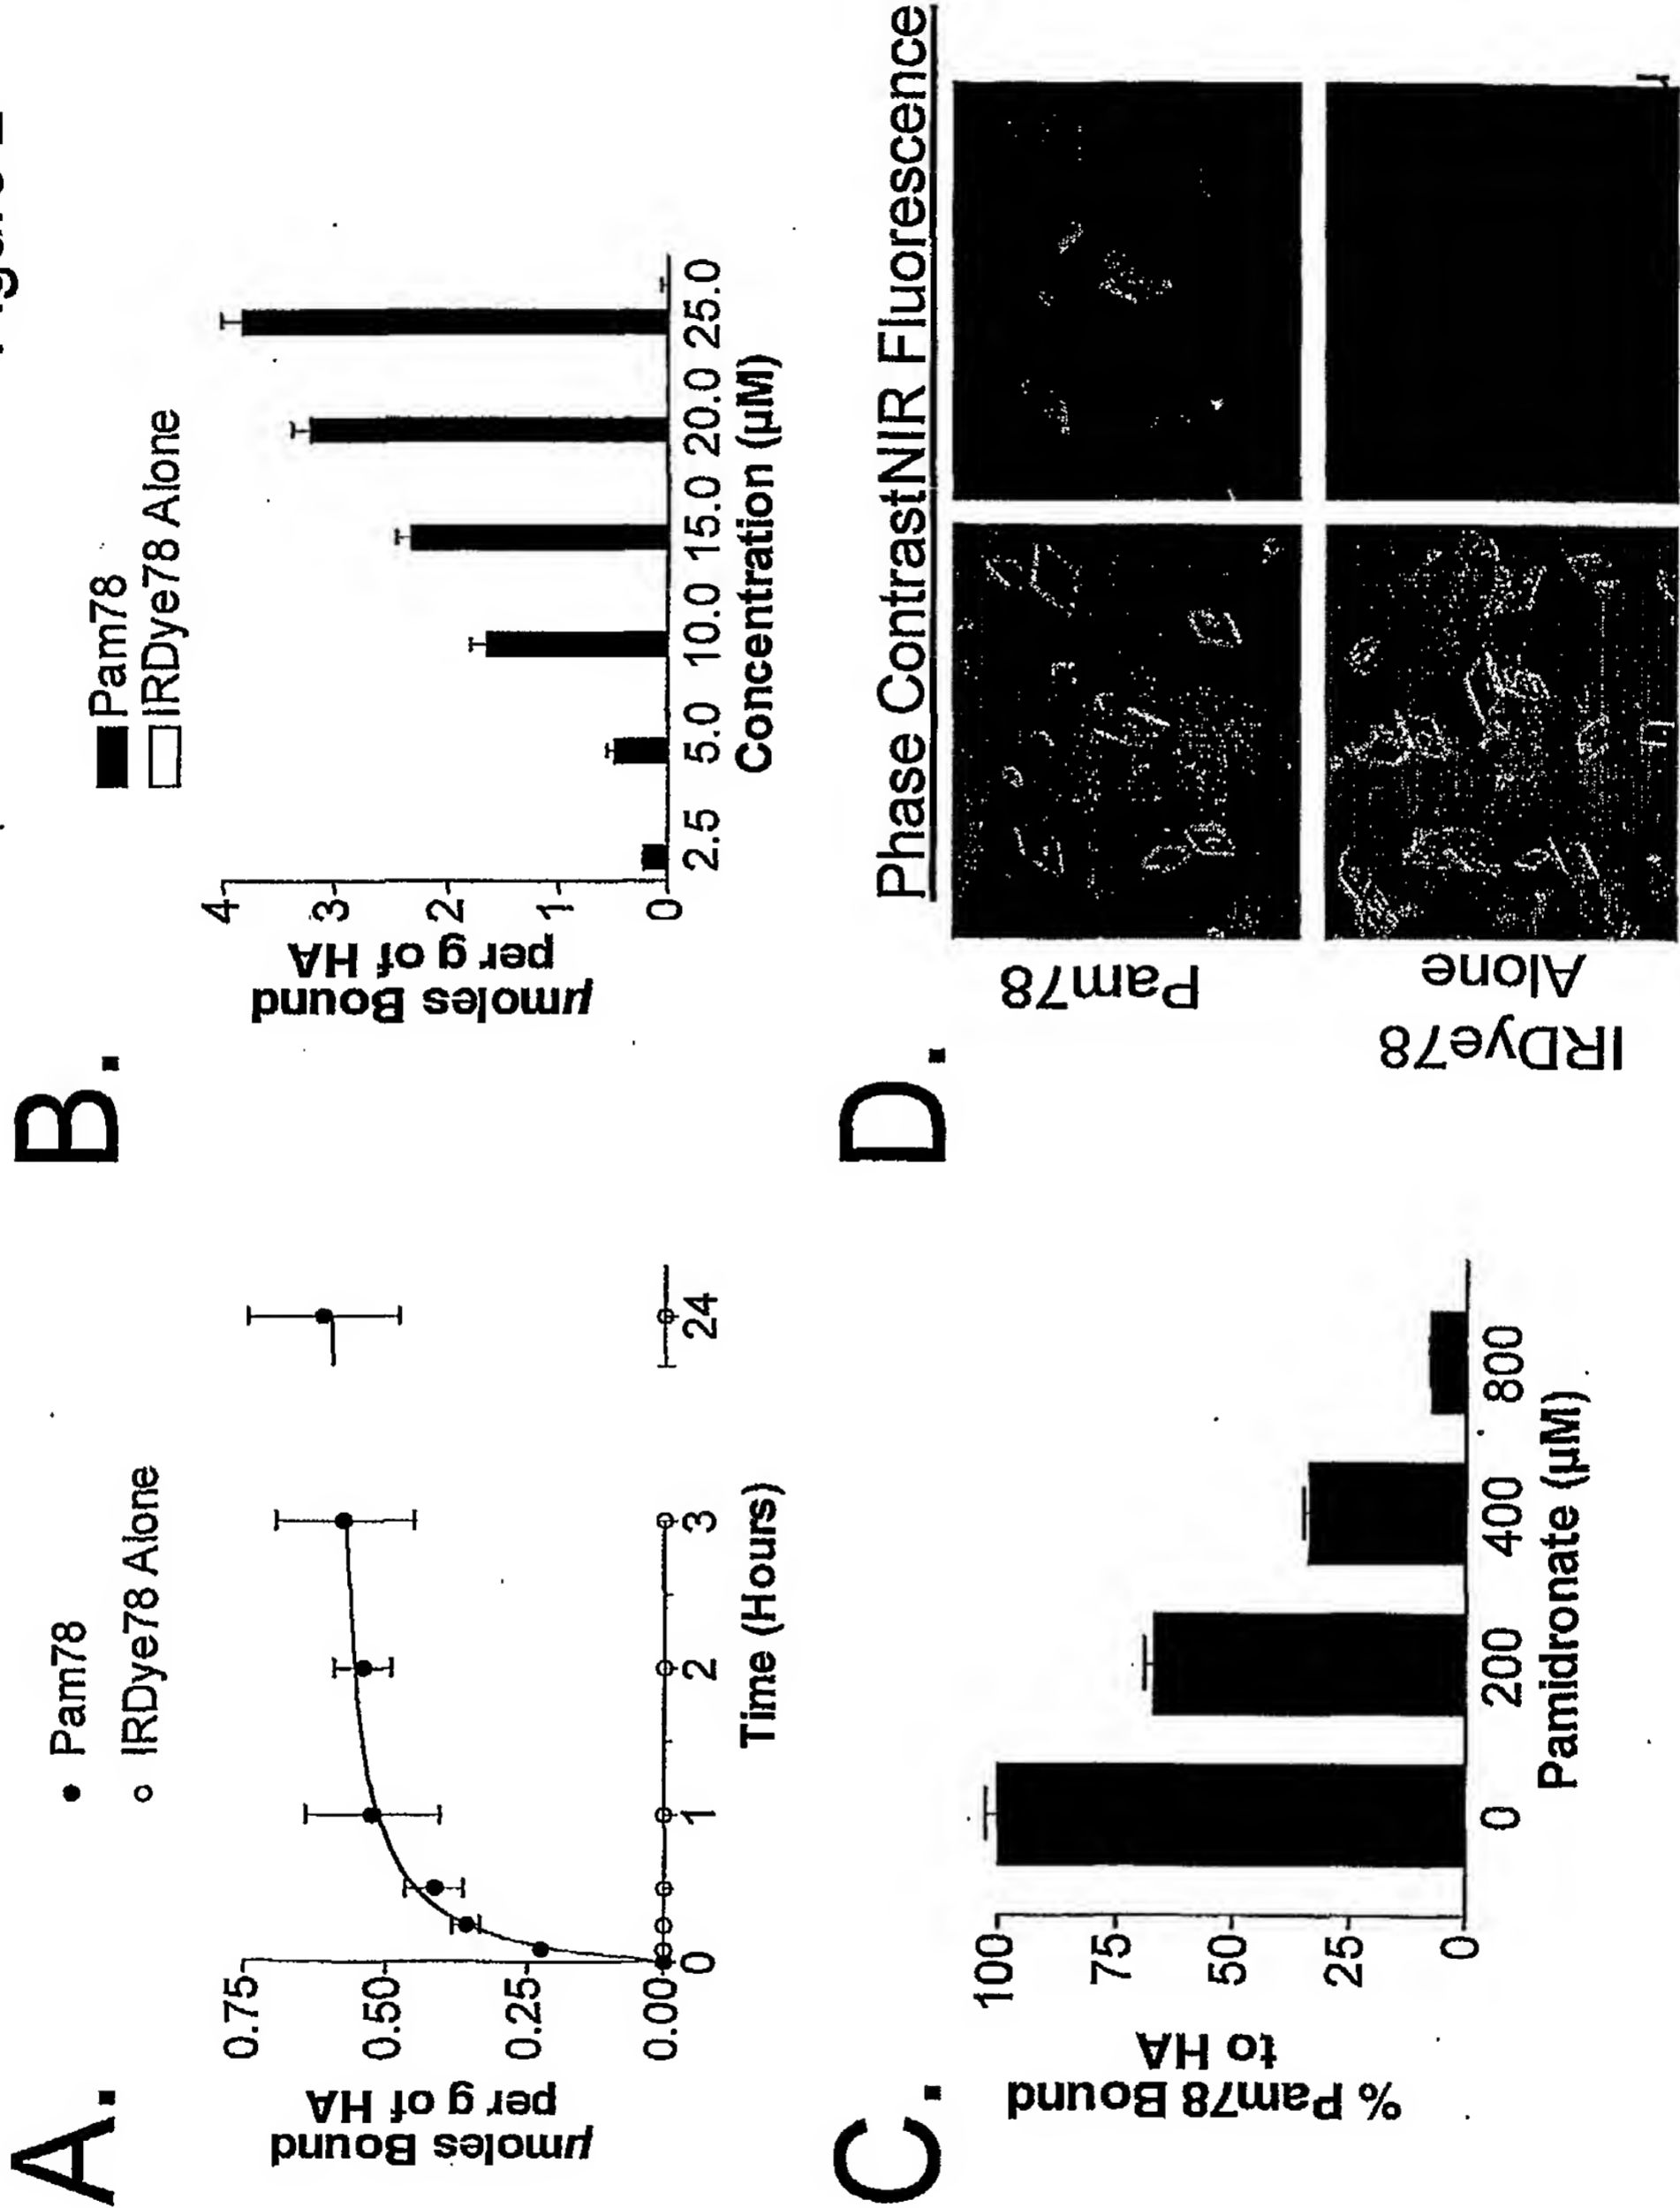 A.
● Pam78
○ IRDye78 Alone
µmoles Bound
per g of HA
0.75
0.50
0.25
0.00
0 1 2 3 24
Time (Hours)
B.
Pam78
IRDye78 Alone
µmoles Bound
per g of HA
4
3
2
1
0
2.5 5.0 10.0 15.0 20.0 25.0
Concentration (µM)
C.
% Pam78 Bound
to HA
100
75
50
25
0
0 200 400 800
Pamidronate (µM)
D.
Phase ContrastNIR Fluorescence
Pam78
IRDye78
Alone